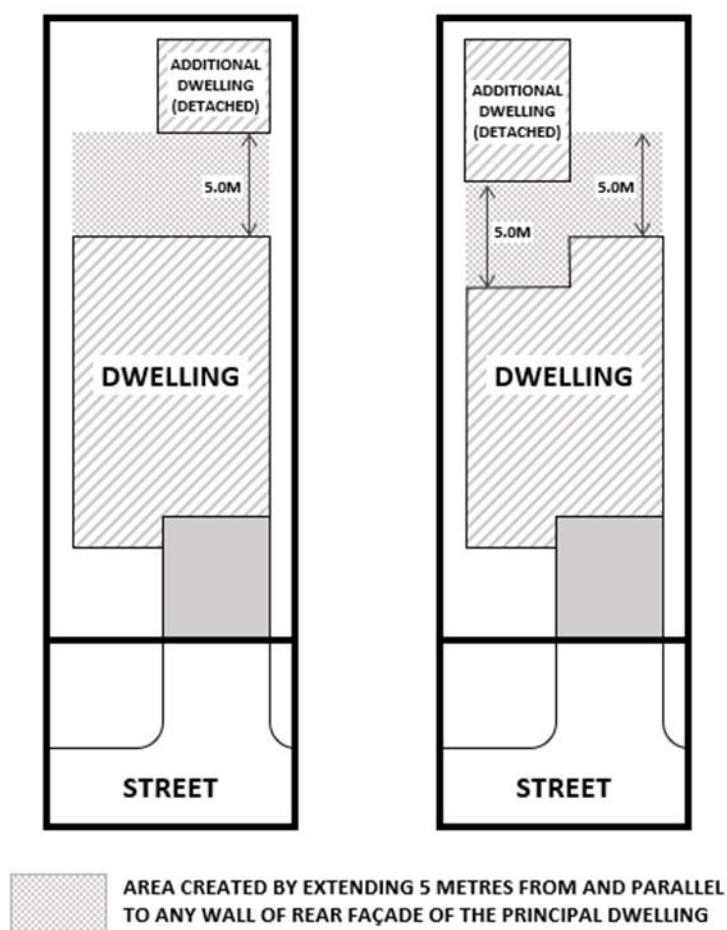 ADDITIONAL
DWELLING
(DETACHED)
5.0M
DWELLING
STREET
ADDITIONAL
DWELLING
(DETACHED)
5.0M
5.0M
DWELLING
STREET
AREA CREATED BY EXTENDING 5 METRES FROM AND PARALLEL
TO ANY WALL OF REAR FAÇADE OF THE PRINCIPAL DWELLING